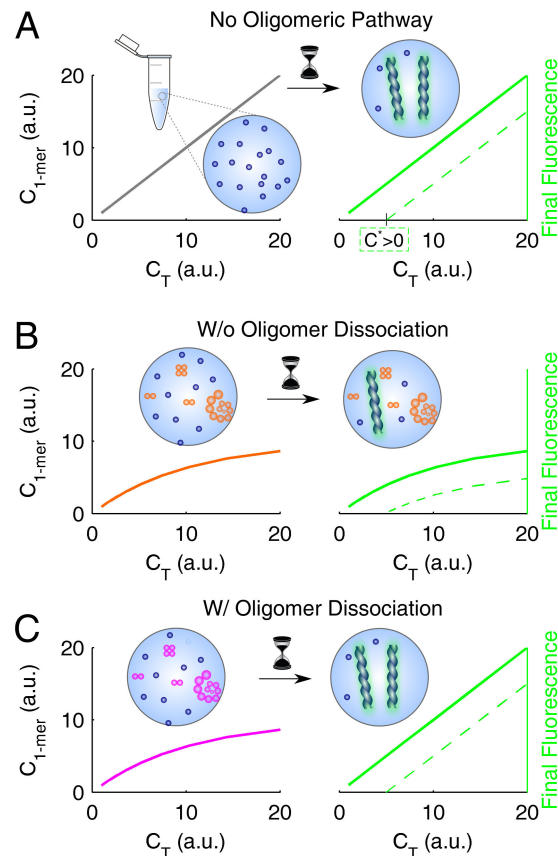 A
No Oligomeric Pathway
C1-mer (a.u.)
20
10
0
0
10
20
CT (a.u.)
C*>0
0
10
20
CT (a.u.)
Final Fluorescence
B
W/o Oligomer Dissociation
C1-mer (a.u.)
20
10
0
0
10
20
CT (a.u.)
0
10
20
CT (a.u.)
Final Fluorescence
C
W/ Oligomer Dissociation
C1-mer (a.u.)
20
10
0
0
10
20
CT (a.u.)
0
10
20
CT (a.u.)
Final Fluorescence